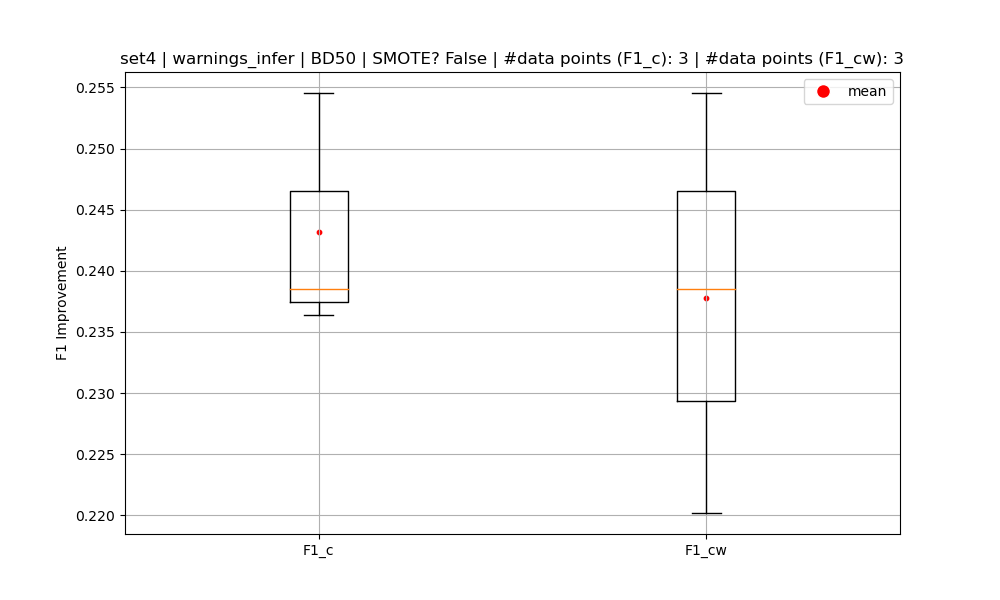 set4 | warnings_infer | BD50 | SMOTE? False | #data points (F1_c): 3 | #data points (F1_cw): 3
mean
F1 Improvement
0.255
0.250
0.245
0.240
0.235
0.230
0.225
0.220
F1_c
F1_cw